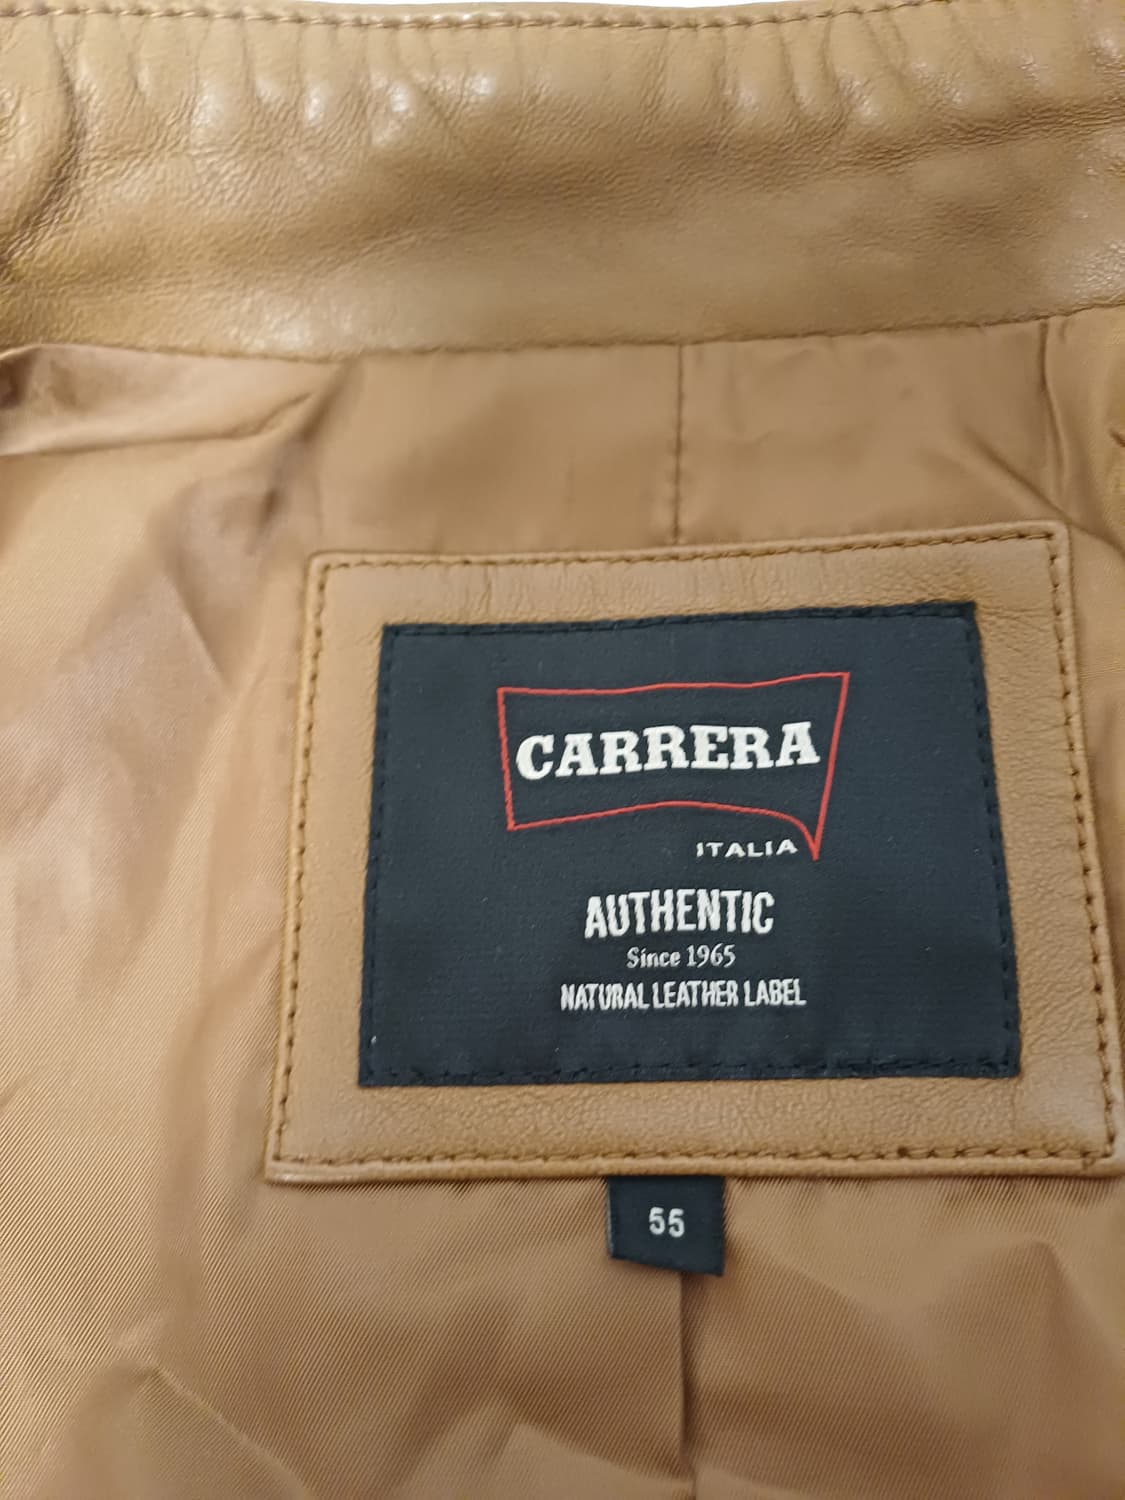 CARRERA
ITALIA
AUTHENTIC
Since 1965
NATURAL LEATHER LABEL
55